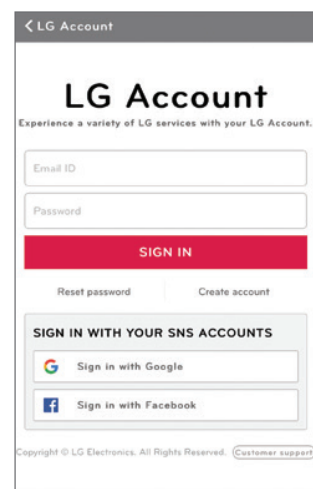 LG Account
LG Account
Experience a variety of LG services with your LG Account.
Email ID
Password
SIGN IN
Reset password Create account
SIGN IN WITH YOUR SNS ACCOUNTS
G Sign in with Google
f Sign in with Facebook
Copyright © LG Electronics. All Rights Reserved. Customer support